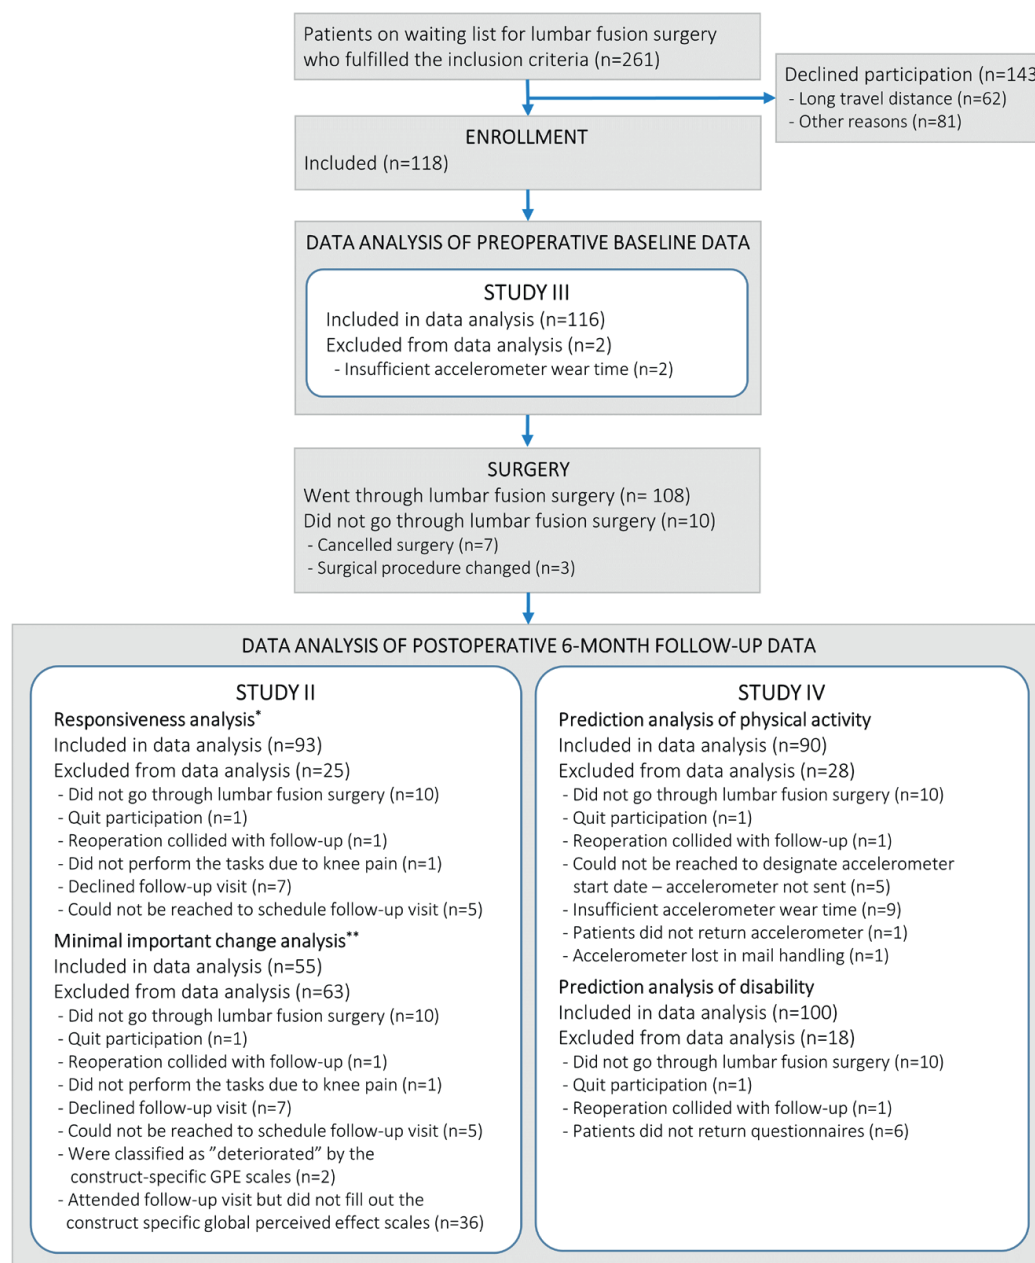 Patients on waiting list for lumbar fusion surgery
who fulfilled the inclusion criteria (n=261)
Declined participation (n=143
- Long travel distance (n=62)
- Other reasons (n=81)
ENROLLMENT
Included (n=118)
DATA ANALYSIS OF PREOPERATIVE BASELINE DATA
STUDY III
Included in data analysis (n=116)
Excluded from data analysis (n=2)
- Insufficient accelerometer wear time (n=2)
SURGERY
Went through lumbar fusion surgery (n= 108)
Did not go through lumbar fusion surgery (n=10)
- Cancelled surgery (n=7)
- Surgical procedure changed (n=3)
DATA ANALYSIS OF POSTOPERATIVE 6-MONTH FOLLOW-UP DATA
STUDY II
Responsiveness analysis*
Included in data analysis (n=93)
Excluded from data analysis (n=25)
- Did not go through lumbar fusion surgery (n=10)
- Quit participation (n=1)
- Reoperation collided with follow-up (n=1)
- Did not perform the tasks due to knee pain (n=1)
- Declined follow-up visit (n=7)
- Could not be reached to schedule follow-up visit (n=5)
Minimal important change analysis**
Included in data analysis (n=55)
Excluded from data analysis (n=63)
- Did not go through lumbar fusion surgery (n=10)
- Quit participation (n=1)
- Reoperation collided with follow-up (n=1)
- Did not perform the tasks due to knee pain (n=1)
- Declined follow-up visit (n=7)
- Could not be reached to schedule follow-up visit (n=5)
- Were classified as ”deteriorated” by the
construct-specific GPE scales (n=2)
- Attended follow-up visit but did not fill out the
construct specific global perceived effect scales (n=36)
STUDY IV
Prediction analysis of physical activity
Included in data analysis (n=90)
Excluded from data analysis (n=28)
- Did not go through lumbar fusion surgery (n=10)
- Quit participation (n=1)
- Reoperation collided with follow-up (n=1)
- Could not be reached to designate accelerometer
start date – accelerometer not sent (n=5)
- Insufficient accelerometer wear time (n=9)
- Patients did not return accelerometer (n=1)
- Accelerometer lost in mail handling (n=1)
Prediction analysis of disability
Included in data analysis (n=100)
Excluded from data analysis (n=18)
- Did not go through lumbar fusion surgery (n=10)
- Quit participation (n=1)
- Reoperation collided with follow-up (n=1)
- Patients did not return questionnaires (n=6)